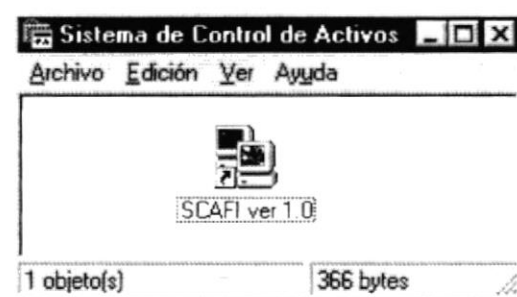 Sistema de Control de Activos
Archivo Edición Ver Ayuda
SCAFI ver 1.0
1 objeto(s) 366 bytes